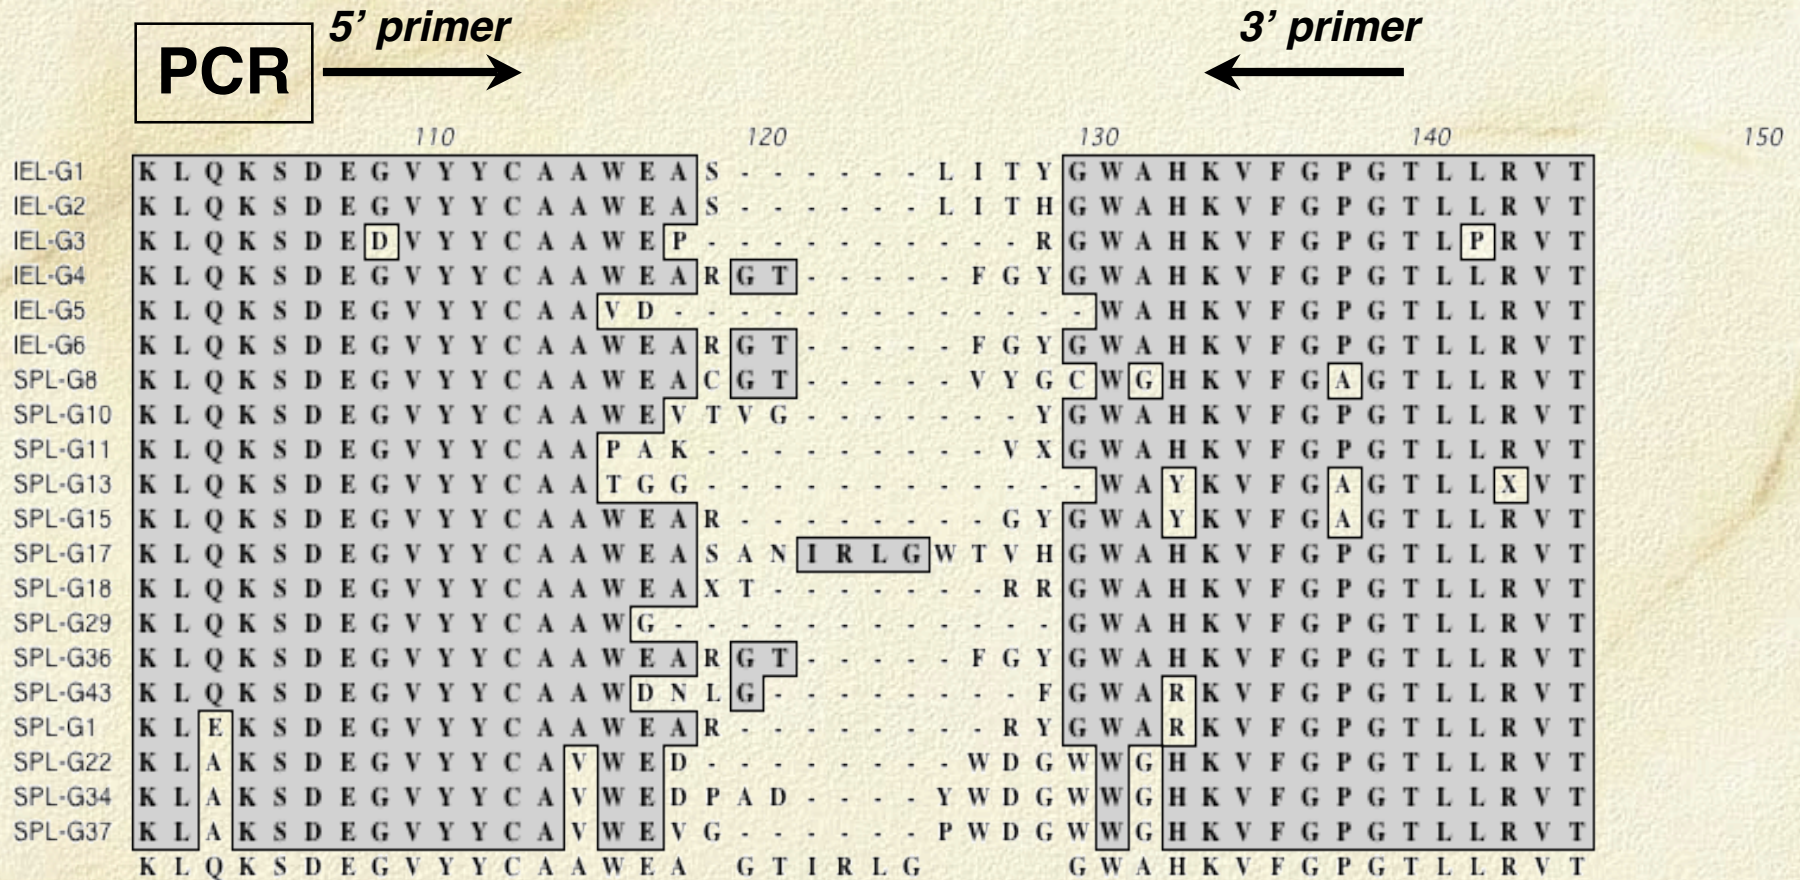 PCR 5’ primer 3’ primer
110 120 130 140 150
IEL-G1 K L Q K S D E G V Y Y C A A W E A S - - - - - - L I T Y G W A H K V F G P G T L L R V T
IEL-G2 K L Q K S D E G V Y Y C A A W E A S - - - - - - L I T H G W A H K V F G P G T L L R V T
IEL-G3 K L Q K S D E D V Y Y C A A W E P - - - - - - - - - - R G W A H K V F G P G T L P R V T
IEL-G4 K L Q K S D E G V Y Y C A A W E A R G T - - - - - F G Y G W A H K V F G P G T L L R V T
IEL-G5 K L Q K S D E G V Y Y C A A V D - - - - - - - - - - - - - W A H K V F G P G T L L R V T
IEL-G6 K L Q K S D E G V Y Y C A A W E A R G T - - - - - F G Y G W A H K V F G P G T L L R V T
SPL-G8 K L Q K S D E G V Y Y C A A W E A C G T - - - - - V Y G C W G H K V F G A G T L L R V T
SPL-G10 K L Q K S D E G V Y Y C A A W E V T V G - - - - - - - Y G W A H K V F G P G T L L R V T
SPL-G11 K L Q K S D E G V Y Y C A A P A K - - - - - - - - - V X G W A H K V F G P G T L L R V T
SPL-G13 K L Q K S D E G V Y Y C A A T G G - - - - - - - - - - - - W A Y K V F G A G T L L X V T
SPL-G15 K L Q K S D E G V Y Y C A A W E A R - - - - - - - - G Y G W A Y K V F G A G T L L R V T
SPL-G17 K L Q K S D E G V Y Y C A A W E A S A N I R L G W T V H G W A H K V F G P G T L L R V T
SPL-G18 K L Q K S D E G V Y Y C A A W E A X T - - - - - - - R R G W A H K V F G P G T L L R V T
SPL-G29 K L Q K S D E G V Y Y C A A W G - - - - - - - - - - - - G W A H K V F G P G T L L R V T
SPL-G36 K L Q K S D E G V Y Y C A A W E A R G T - - - - - F G Y G W A H K V F G P G T L L R V T
SPL-G43 K L Q K S D E G V Y Y C A A W D N L G - - - - - - - - F G W A R K V F G P G T L L R V T
SPL-G1 K L E K S D E G V Y Y C A A W E A R - - - - - - - - R Y G W A R K V F G P G T L L R V T
SPL-G22 K L A K S D E G V Y Y C A V W E D - - - - - - - - W D G W W G H K V F G P G T L L R V T
SPL-G34 K L A K S D E G V Y Y C A V W E D P A D - - - - Y W D G W W G H K V F G P G T L L R V T
SPL-G37 K L A K S D E G V Y Y C A V W E V G - - - - - - P W D G W W G H K V F G P G T L L R V T
K L Q K S D E G V Y Y C A A W E A G T I R L G G W A H K V F G P G T L L R V T